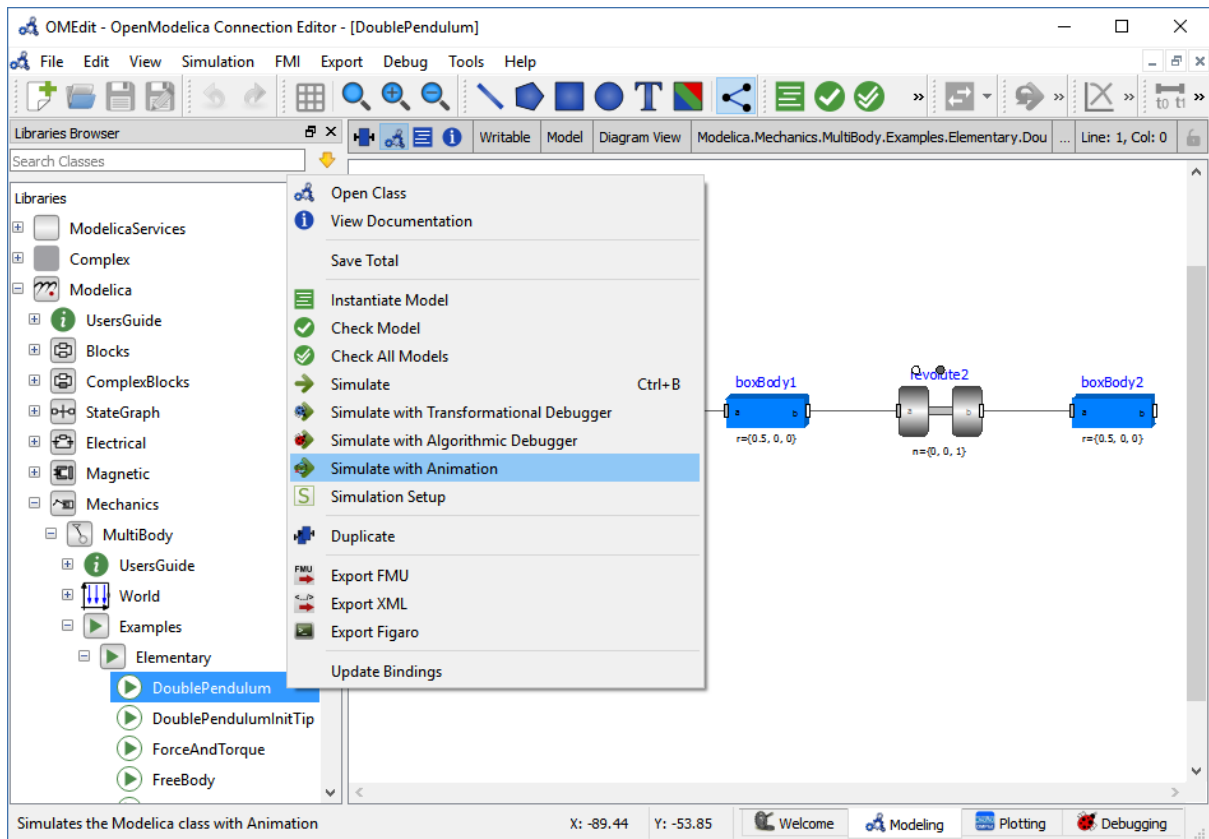 OMEdit - OpenModelica Connection Editor - [DoublePendulum]
File Edit View Simulation FMI Export Debug Tools Help
T » » » t0 t1 »
Libraries Browser
Writable Model Diagram View Modelica.Mechanics.MultiBody.Examples.Elementary.Dou ... Line: 1, Col: 0
Search Classes
Libraries
ModelicaServices
Complex
Modelica
UsersGuide
Blocks
ComplexBlocks
StateGraph
Electrical
Magnetic
Mechanics
MultiBody
UsersGuide
World
Examples
Elementary
DoublePendulum
DoublePendulumInitTip
ForceAndTorque
FreeBody
Open Class
View Documentation
Save Total
Instantiate Model
Check Model
Check All Models
Simulate Ctrl+B
Simulate with Transformational Debugger
Simulate with Algorithmic Debugger
Simulate with Animation
S Simulation Setup
Duplicate
FMU Export FMU
Export XML
Export Figaro
Update Bindings
boxBody1
a b
r={0.5, 0, 0}
revolute2
a b
n={0, 0, 1}
boxBody2
a b
r={0.5, 0, 0}
Simulates the Modelica class with Animation X: -89.44 Y: -53.85 Welcome Modeling Plotting Debugging